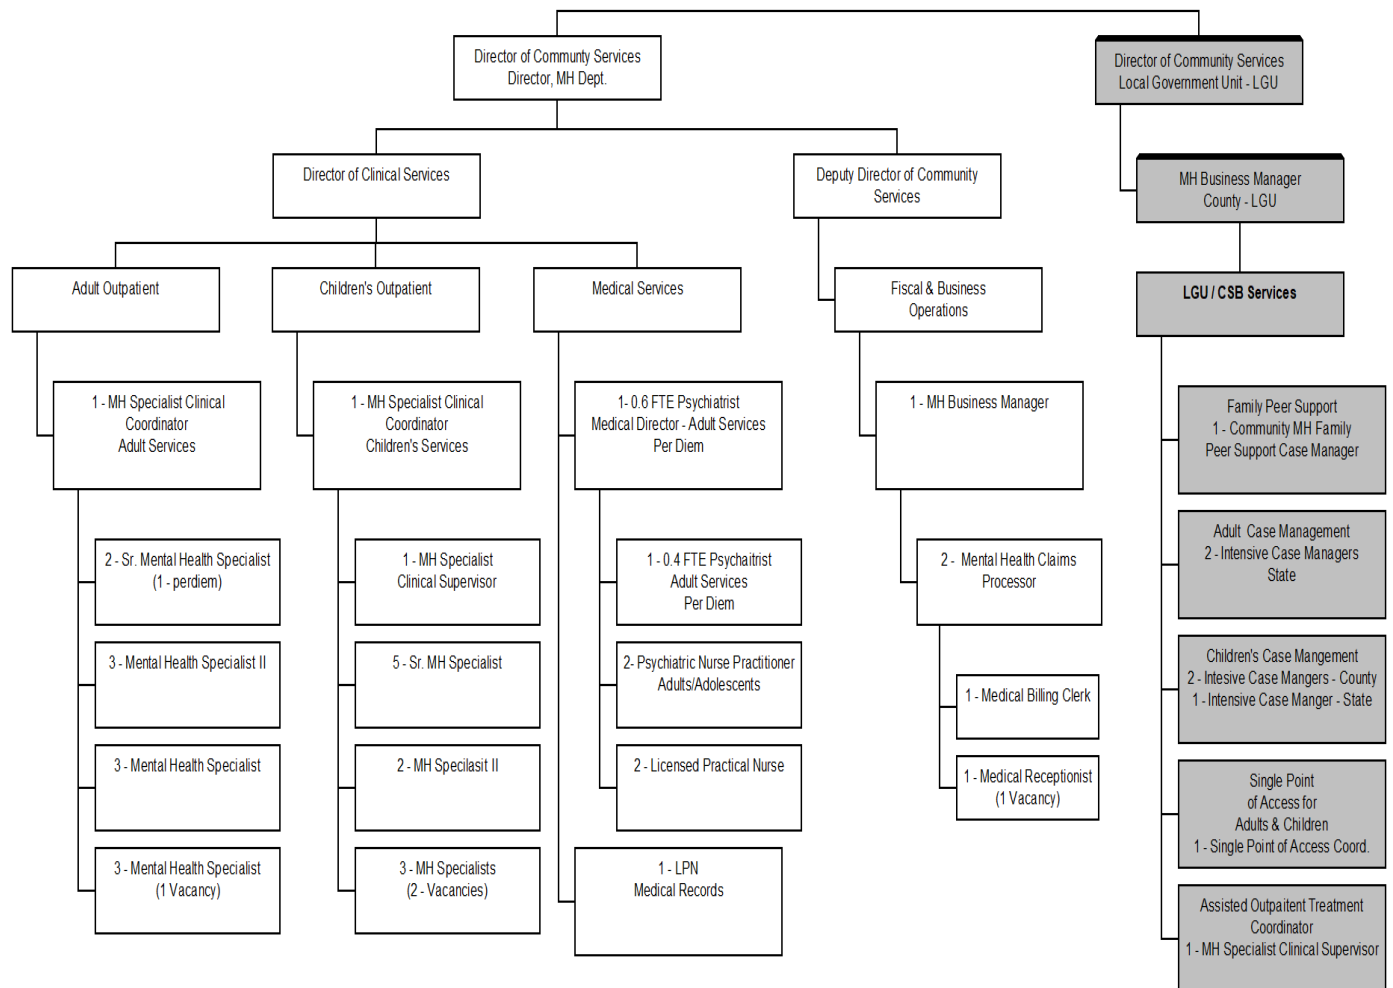 Director of Communty Services
Director, MH Dept.
Director of Community Services
Local Government Unit - LGU
Director of Clinical Services
Deputy Director of Community
Services
MH Business Manager
County - LGU
Adult Outpatient
Children's Outpatient
Medical Services
Fiscal & Business
Operations
LGU / CSB Services
1 - MH Specialist Clinical
Coordinator
Adult Services
1 - MH Specialist Clinical
Coordinator
Children's Services
1- 0.6 FTE Psychiatrist
Medical Director - Adult Services
Per Diem
1 - MH Business Manager
Family Peer Support
1 - Community MH Family
Peer Support Case Manager
2 - Sr. Mental Health Specialist
(1 - perdiem)
1 - MH Specialist
Clinical Supervisor
1 - 0.4 FTE Psychaitrist
Adult Services
Per Diem
2 - Mental Health Claims
Processor
Adult Case Management
2 - Intensive Case Managers
State
3 - Mental Health Specialist II
5 - Sr. MH Specialist
2- Psychiatric Nurse Practitioner
Adults/Adolescents
1 - Medical Billing Clerk
Children's Case Mangement
2 - Intesive Case Mangers - County
1 - Intensive Case Manger - State
3 - Mental Health Specialist
2 - MH Specilasit II
2 - Licensed Practical Nurse
1 - Medical Receptionist
(1 Vacancy)
Single Point
of Access for
Adults & Children
1 - Single Point of Access Coord.
3 - Mental Health Specialist
(1 Vacancy)
3 - MH Specialists
(2 - Vacancies)
1 - LPN
Medical Records
Assisted Outpaitent Treatment
Coordinator
1 - MH Specialist Clinical Supervisor